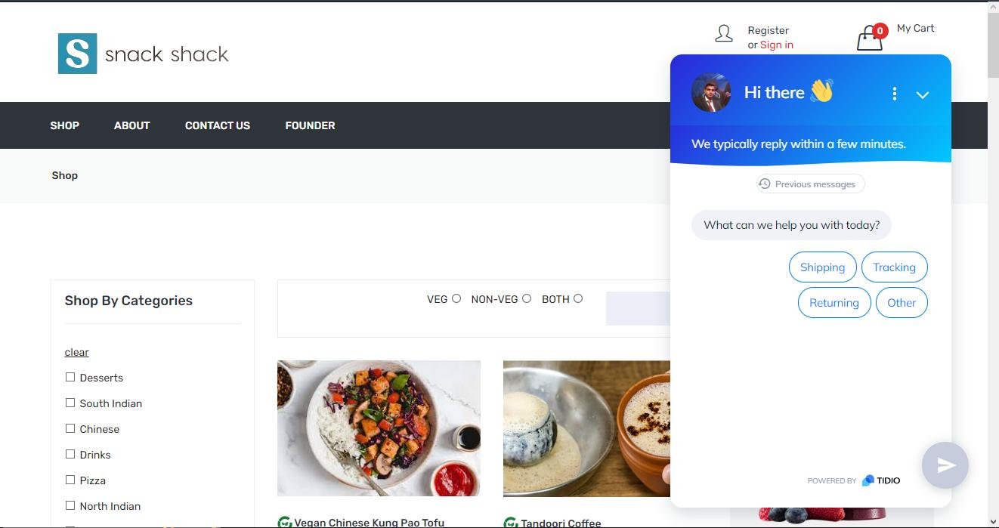 S
snack shack
Register
or Sign in
0
My Cart
SHOP
ABOUT
CONTACT US
FOUNDER
Shop
Hi there
We typically reply within a few minutes.
Previous messages
What can we help you with today?
Shipping
Tracking
Returning
Other
POWERED BY TIDIO
Shop By Categories
clear
Desserts
South Indian
Chinese
Drinks
Pizza
North Indian
VEG
NON-VEG
BOTH
Vegan Chinese Kung Pao Tofu
Tandoori Coffee